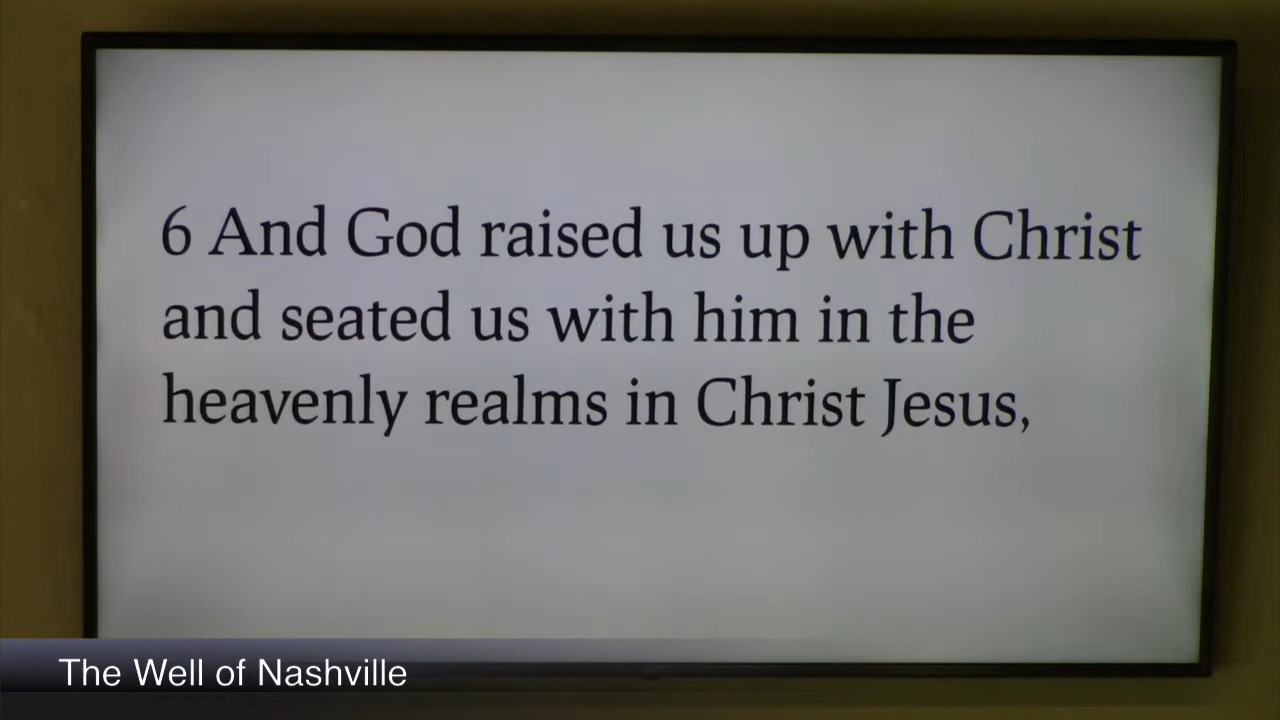 6 And God raised us up with Christ
and seated us with him in the
heavenly realms in Christ Jesus,
The Well of Nashville